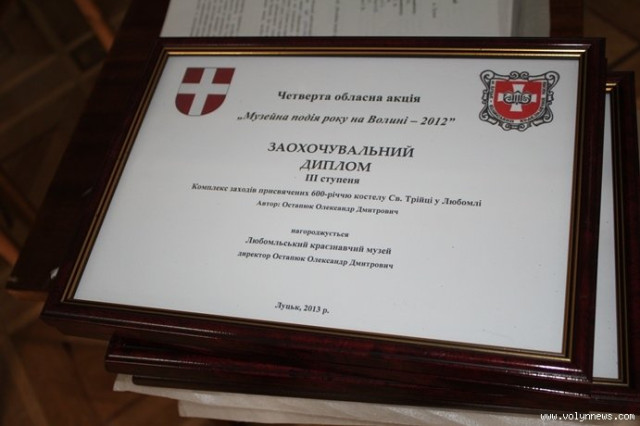 Четверта обласна акція
„Музейна подія року на Волині – 2012”
ЗАОХОЧУВАЛЬНИЙ
ДИПЛОМ
ІІІ ступеня
Комплекс заходів присвячених 600-річчю костелу Св. Трійці у Любомлі
Автор: Остапюк Олександр Дмитрович
нагороджується
Любомльський краєзнавчий музей
директор Остапюк Олександр Дмитрович
Луцьк, 2013 р.
www.volynnews.com